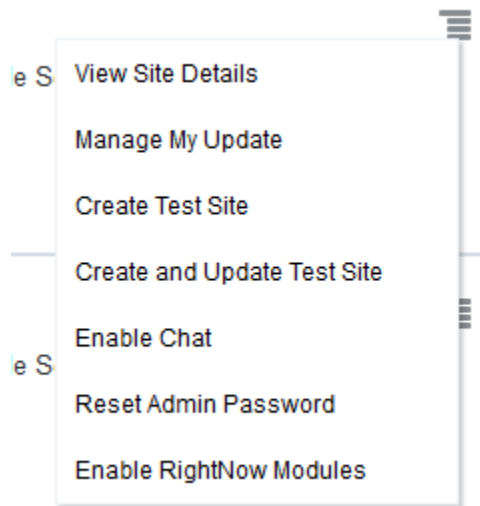 View Site Details
e S
Manage My Update
Create Test Site
Create and Update Test Site
Enable Chat
e S
Reset Admin Password
Enable RightNow Modules